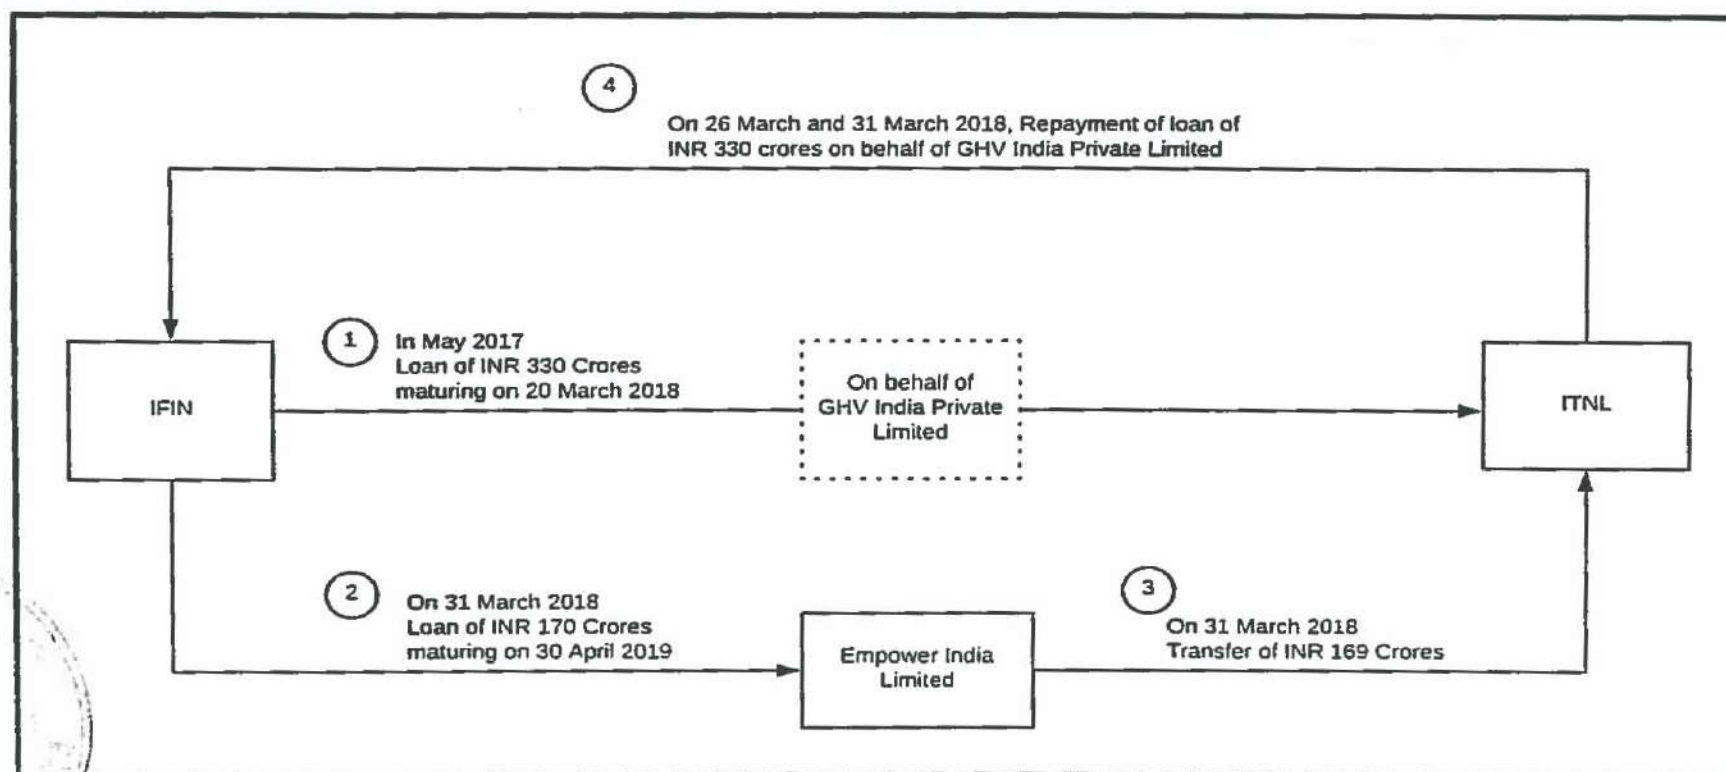 4
On 26 March and 31 March 2018, Repayment of loan of
INR 330 crores on behalf of GHV India Private Limited
1
In May 2017
Loan of INR 330 Crores
maturing on 20 March 2018
IFIN
On behalf of
GHV India Private
Limited
ITNL
2
On 31 March 2018
Loan of INR 170 Crores
maturing on 30 April 2019
Empower India
Limited
3
On 31 March 2018
Transfer of INR 169 Crores